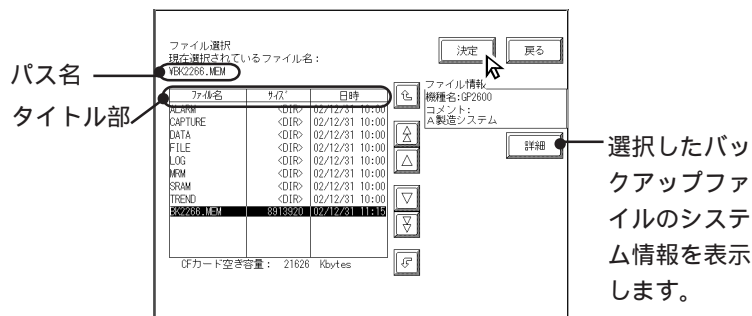 ファイル選択
現在選択されているファイル名:
¥BK2266.MEM
決定
戻る
パス名
タイトル部
ファイル名 サイズ 日時
ALARM <DIR> 02/12/31 10:00
CAPTURE <DIR> 02/12/31 10:00
DATA <DIR> 02/12/31 10:00
FILE <DIR> 02/12/31 10:00
LOG <DIR> 02/12/31 10:00
MRM <DIR> 02/12/31 10:00
SRAM <DIR> 02/12/31 10:00
TREND <DIR> 02/12/31 10:00
BK2266.MEM 8913920 02/12/31 11:15
CFカード空き容量: 21626 Kbytes
ファイル情報
機種名:GP2600
コメント:
A製造システム
詳細
選択したバッ
クアップファ
イルのシステ
ム情報を表示
します。